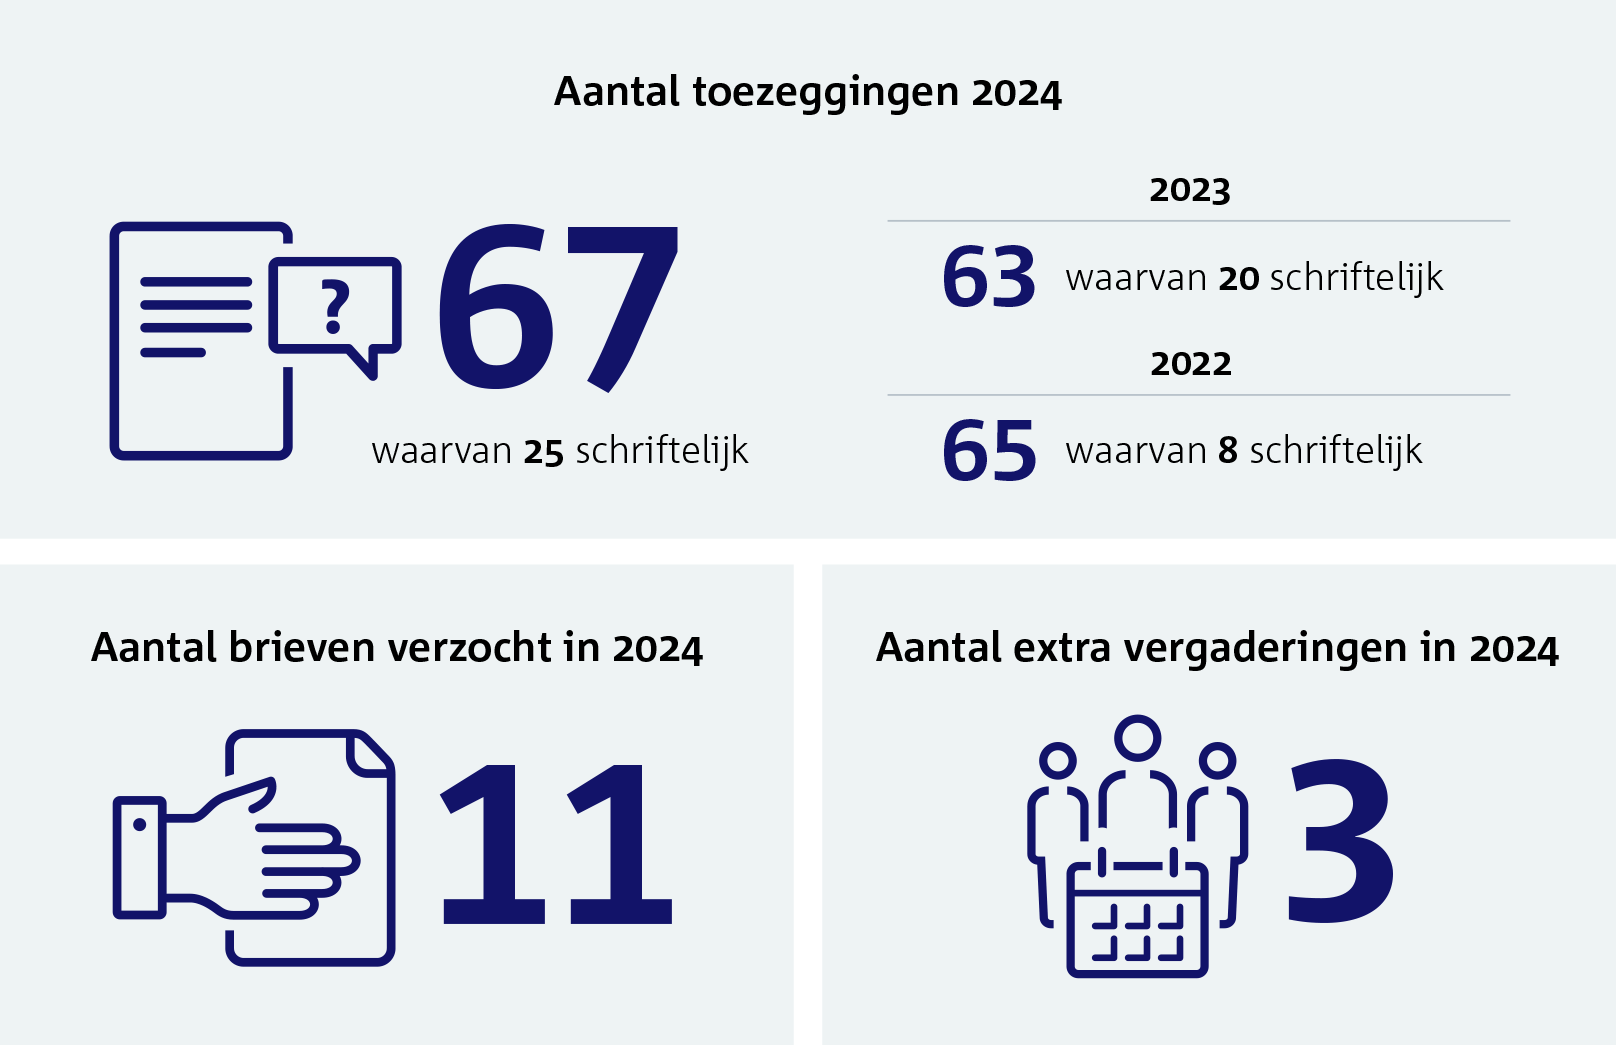 Aantal toezeggingen 2024
?
67
waarvan 25 schriftelijk
2023
63 waarvan 20 schriftelijk
2022
65 waarvan 8 schriftelijk
Aantal brieven verzocht in 2024
11
Aantal extra vergaderingen in 2024
3